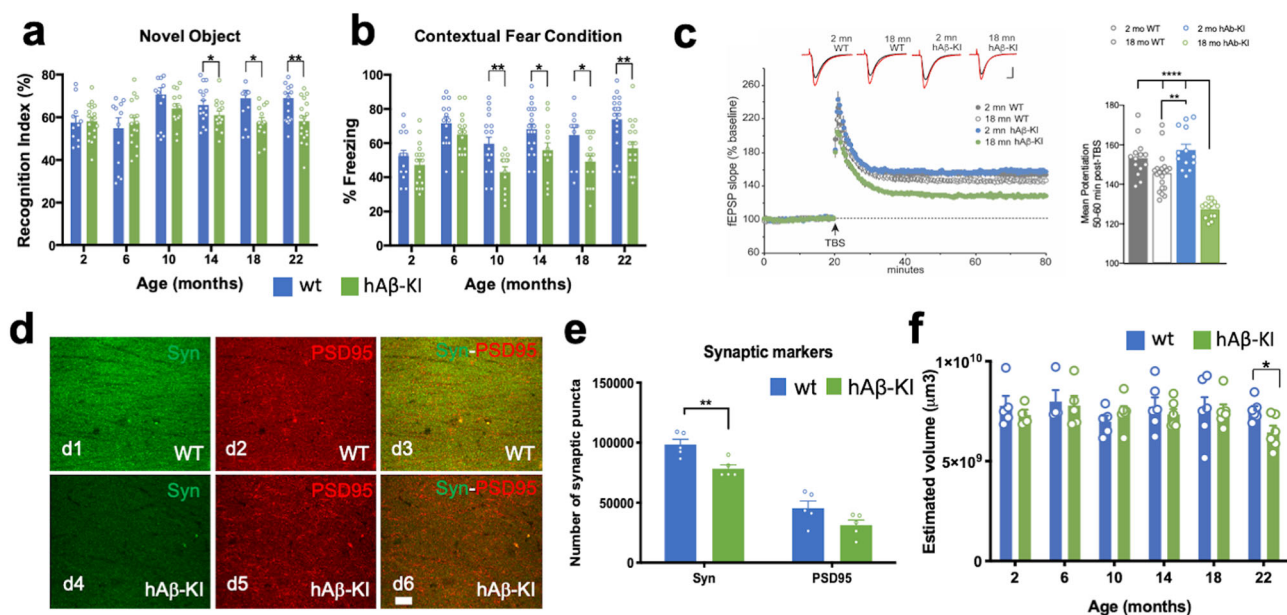 a
Novel Object
Recognition Index (%)
80
60
40
20
0
*
*
**
2
6
10
14
18
22
Age (months)
b
Contextual Fear Condition
% Freezing
100
80
60
40
20
0
**
*
*
**
2
6
10
14
18
22
Age (months)
wt
hAβ-KI
c
2 mn
WT
18 mn
WT
2 mn
hAβ-KI
18 mn
hAβ-KI
fEPSP slope (% baseline)
260
220
180
140
100
60
2 mn WT
18 mn WT
2 mn hAβ-KI
18 mn hAβ-KI
TBS
0
10
20
30
40
50
60
70
80
minutes
2 mo WT
2 mo hAb-KI
18 mo WT
18 mo hAb-KI
****
**
Mean Potentiation
50-60 min post-TBS
180
160
140
120
100
d
Syn
d1
WT
PSD95
d2
WT
Syn-PSD95
d3
WT
Syn
d4
hAβ-KI
PSD95
d5
hAβ-KI
Syn-PSD95
d6
hAβ-KI
e
Synaptic markers
Number of synaptic puncta
150000
100000
50000
0
wt
hAβ-KI
**
Syn
PSD95
f
wt
hAβ-KI
Estimated volume (μm3)
1×10¹⁰
5×10⁹
0
*
2
6
10
14
18
22
Age (months)